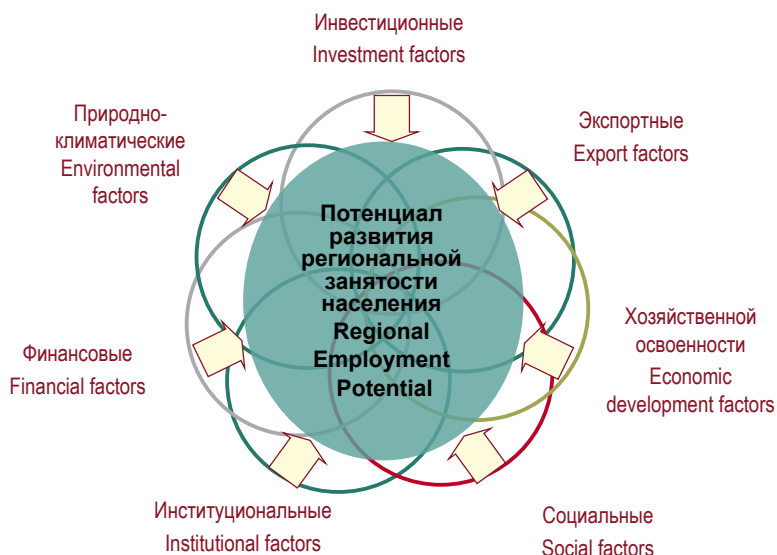 Инвестиционные
Investment factors
Природно-
климатические
Environmental
factors
Экспортные
Export factors
Потенциал
развития
региональной
занятости
населения
Regional
Employment
Potential
Финансовые
Financial factors
Хозяйственной
освоенности
Economic
development factors
Институциональные
Institutional factors
Социальные
Social factors